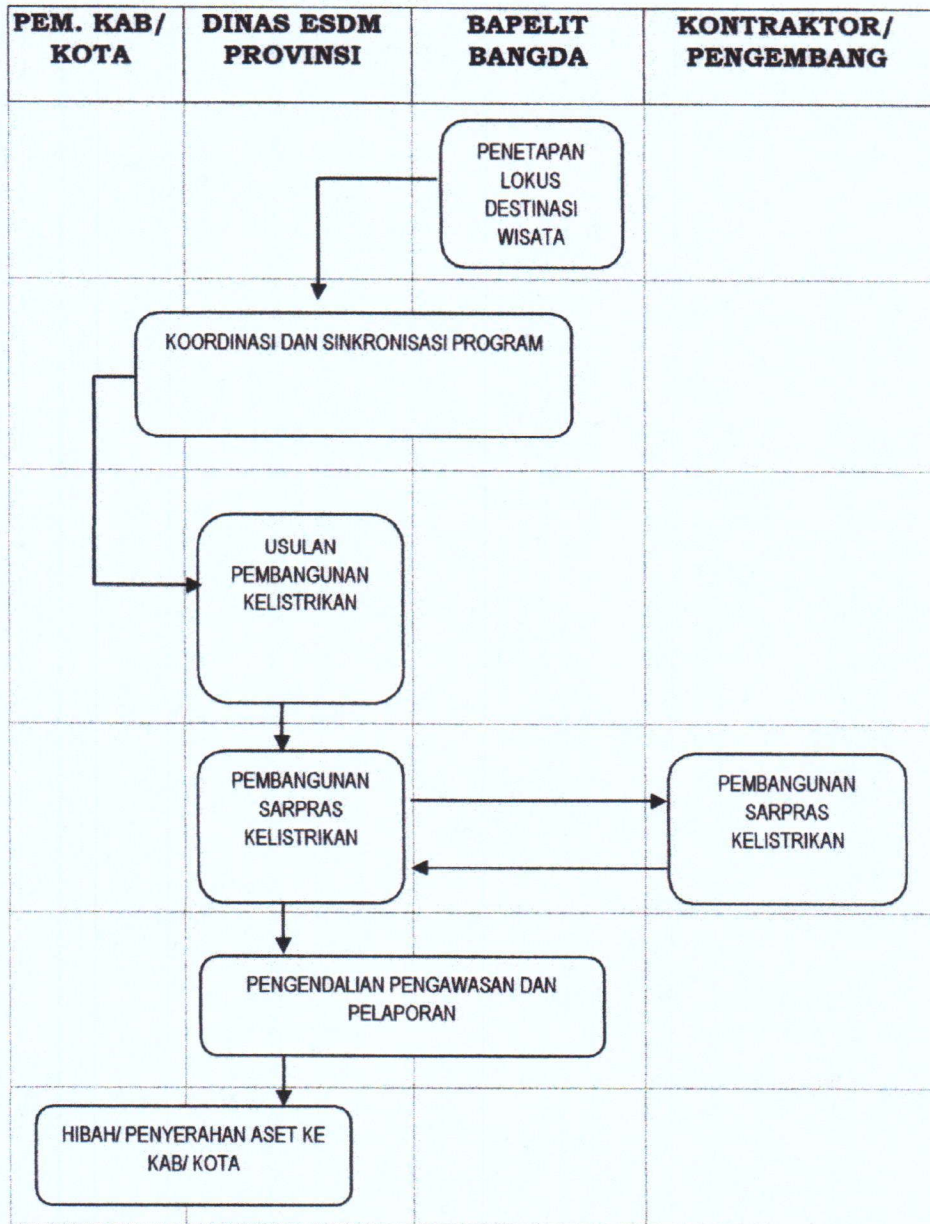 PEM. KAB/
KOTA
DINAS ESDM
PROVINSI
BAPELIT
BANGDA
KONTRAKTOR/
PENGEMBANG
PENETAPAN
LOKUS
DESTINASI
WISATA
KOORDINASI DAN SINKRONISASI PROGRAM
USULAN
PEMBANGUNAN
KELISTRIKAN
PEMBANGUNAN
SARPRAS
KELISTRIKAN
PEMBANGUNAN
SARPRAS
KELISTRIKAN
PENGENDALIAN PENGAWASAN DAN
PELAPORAN
HIBAH/ PENYERAHAN ASET KE
KAB/ KOTA